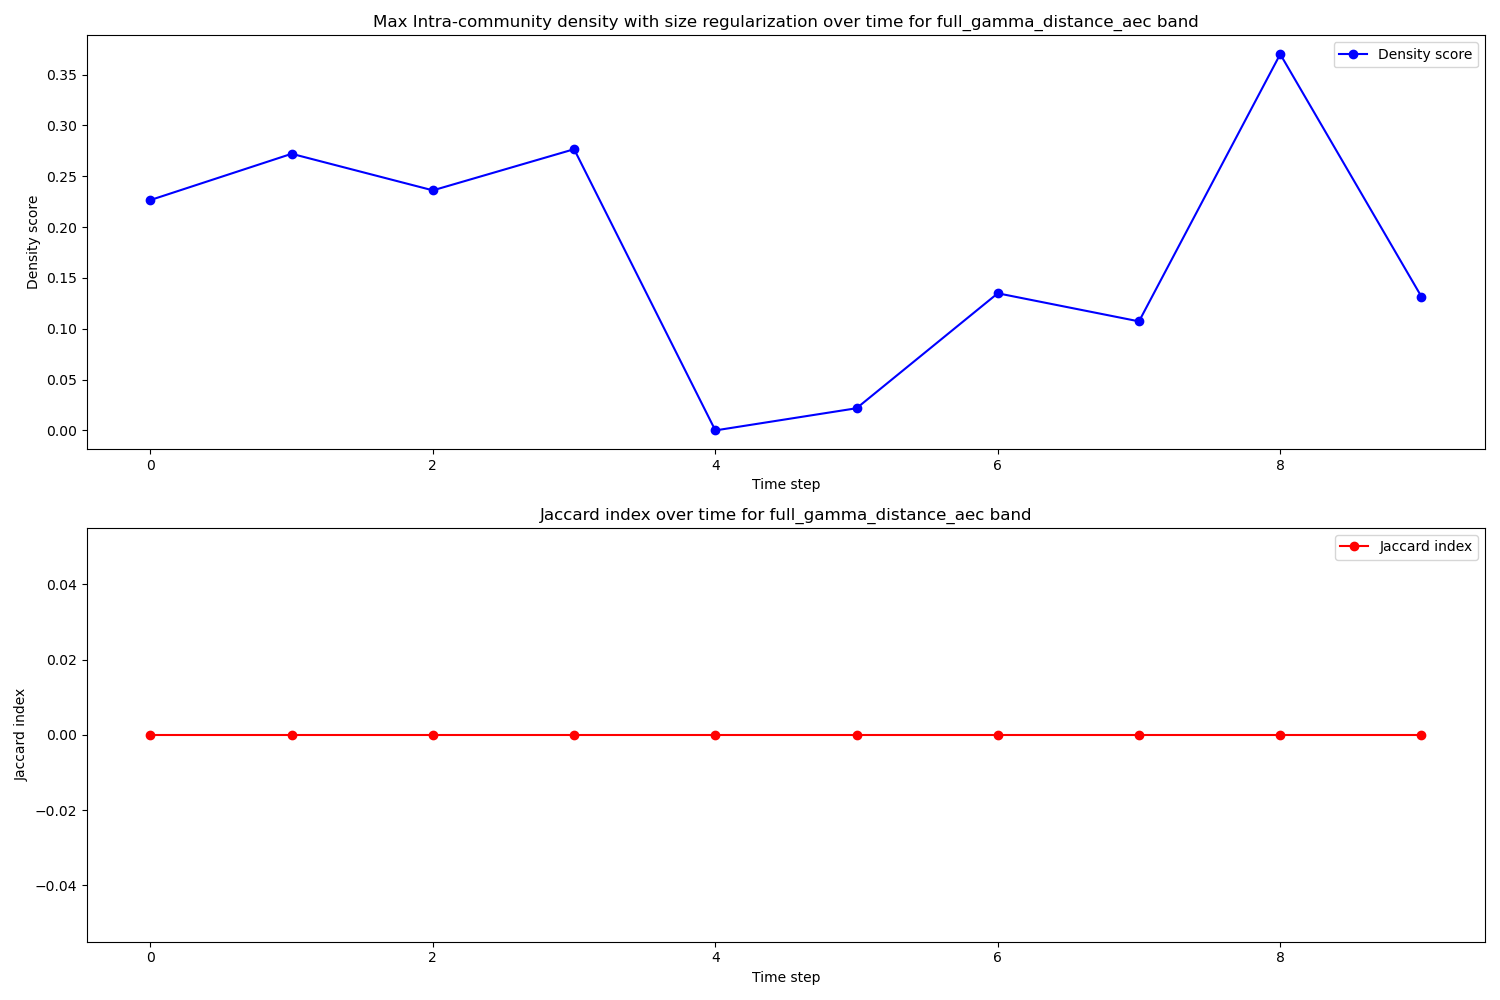 Max Intra-community density with size regularization over time for full_gamma_distance_aec band
Density score
0.35
0.30
0.25
0.20
0.15
0.10
0.05
0.00
Density score
0 2 4 6 8
Time step
Jaccard index over time for full_gamma_distance_aec band
Jaccard index
0.04
0.02
0.00
−0.02
−0.04
Jaccard index
0 2 4 6 8
Time step